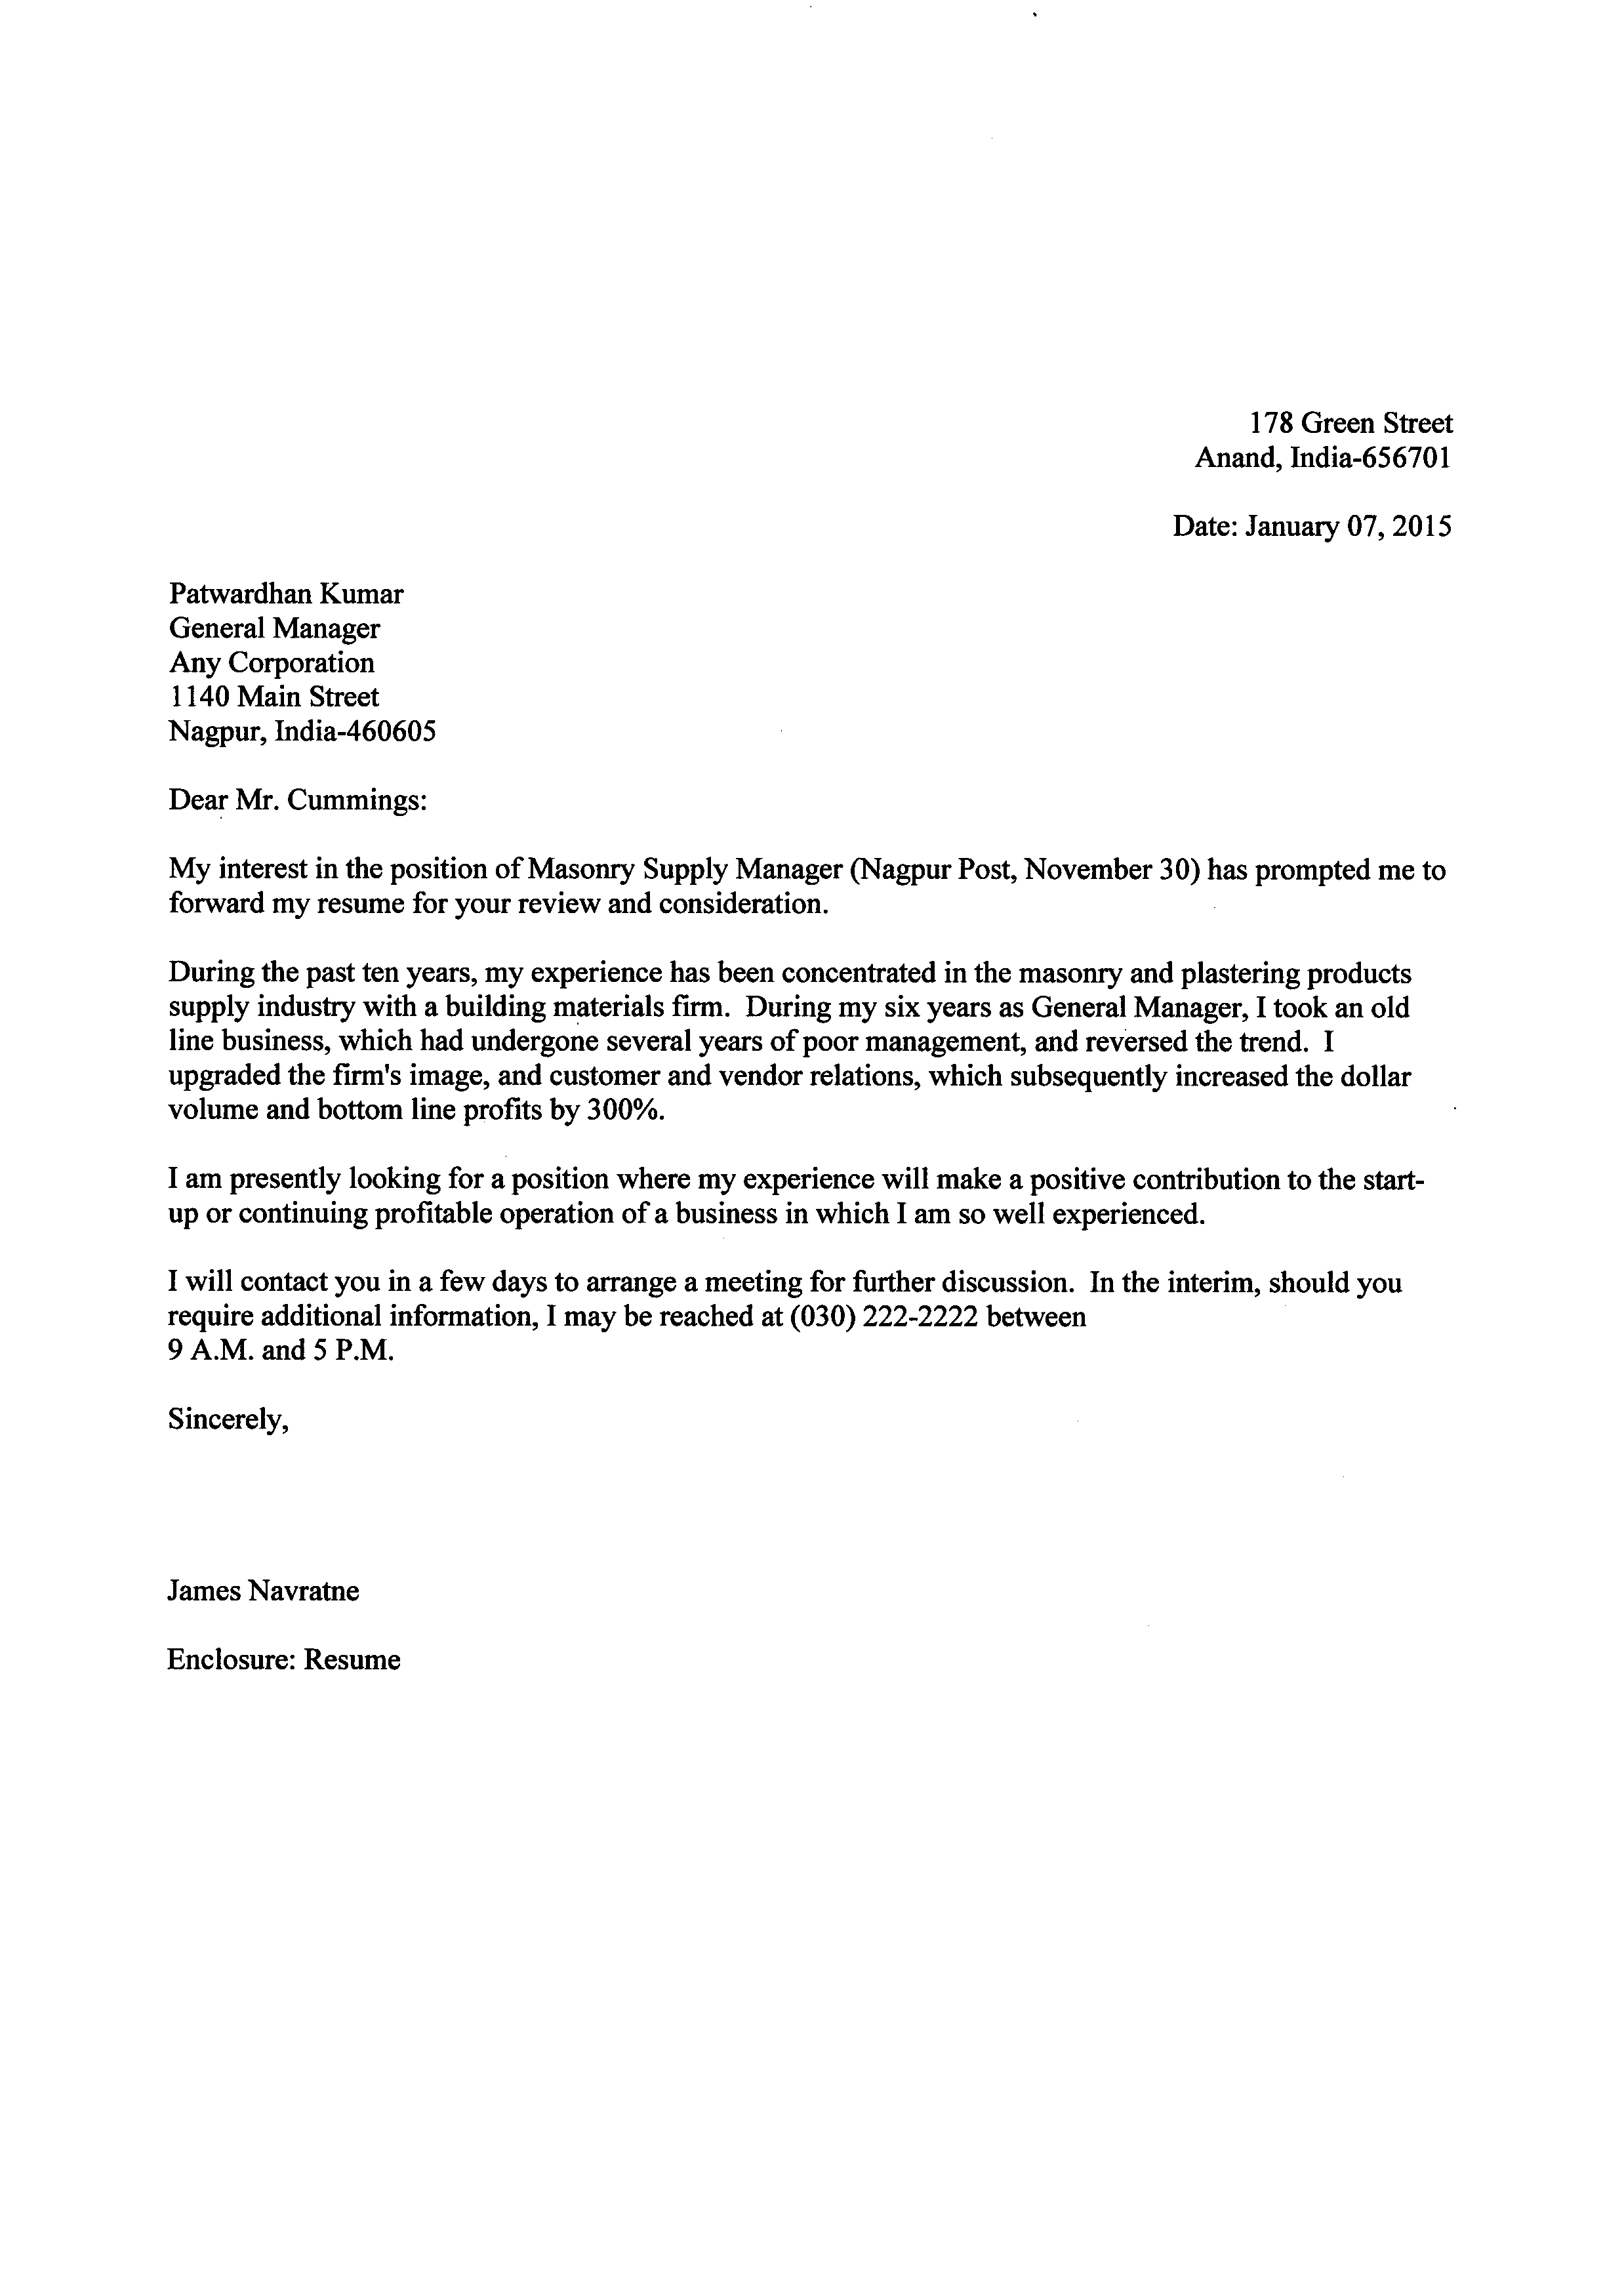 178 Green Street
Anand, India-656701
Date: January 07, 2015
Patwardhan Kumar
General Manager
Any Corporation
1140 Main Street
Nagpur, India-460605
Dear Mr. Cummings:
My interest in the position of Masonry Supply Manager (Nagpur Post, November 30) has prompted me to
forward my resume for your review and consideration.
During the past ten years, my experience has been concentrated in the masonry and plastering products
supply industry with a building materials firm.  During my six years as General Manager, I took an old
line business, which had undergone several years of poor management, and reversed the trend.  I
upgraded the firm's image, and customer and vendor relations, which subsequently increased the dollar
volume and bottom line profits by 300%.
I am presently looking for a position where my experience will make a positive contribution to the start-
up or continuing profitable operation of a business in which I am so well experienced.
I will contact you in a few days to arrange a meeting for further discussion.  In the interim, should you
require additional information, I may be reached at (030) 222-2222 between
9 A.M. and 5 P.M.
Sincerely,
James Navratne
Enclosure: Resume